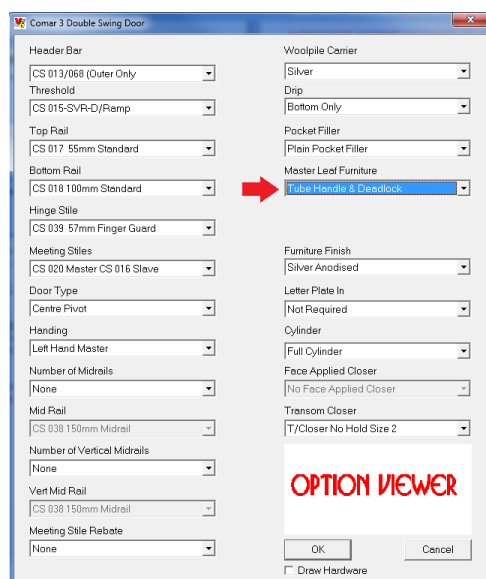 Comar 3 Double Swing Door
Header Bar
CS 013/068 (Outer Only
Threshold
CS 015-SVR-D/Ramp
Top Rail
CS 017 55mm Standard
Bottom Rail
CS 018 100mm Standard
Hinge Stile
CS 039 57mm Finger Guard
Meeting Stiles
CS 020 Master CS 016 Slave
Door Type
Centre Pivot
Handing
Left Hand Master
Number of Midrails
None
Mid Rail
CS 038 150mm Midrail
Number of Vertical Midrails
None
Vert Mid Rail
CS 038 150mm Midrail
Meeting Stile Rebate
None
Woolpile Carrier
Silver
Drip
Bottom Only
Pocket Filler
Plain Pocket Filler
Master Leaf Furniture
Tube Handle & Deadlock
Furniture Finish
Silver Anodised
Letter Plate In
Not Required
Cylinder
Full Cylinder
Face Applied Closer
No Face Applied Closer
Transom Closer
T/Closer No Hold Size 2
OPTION VIEWER
OK
Cancel
Draw Hardware